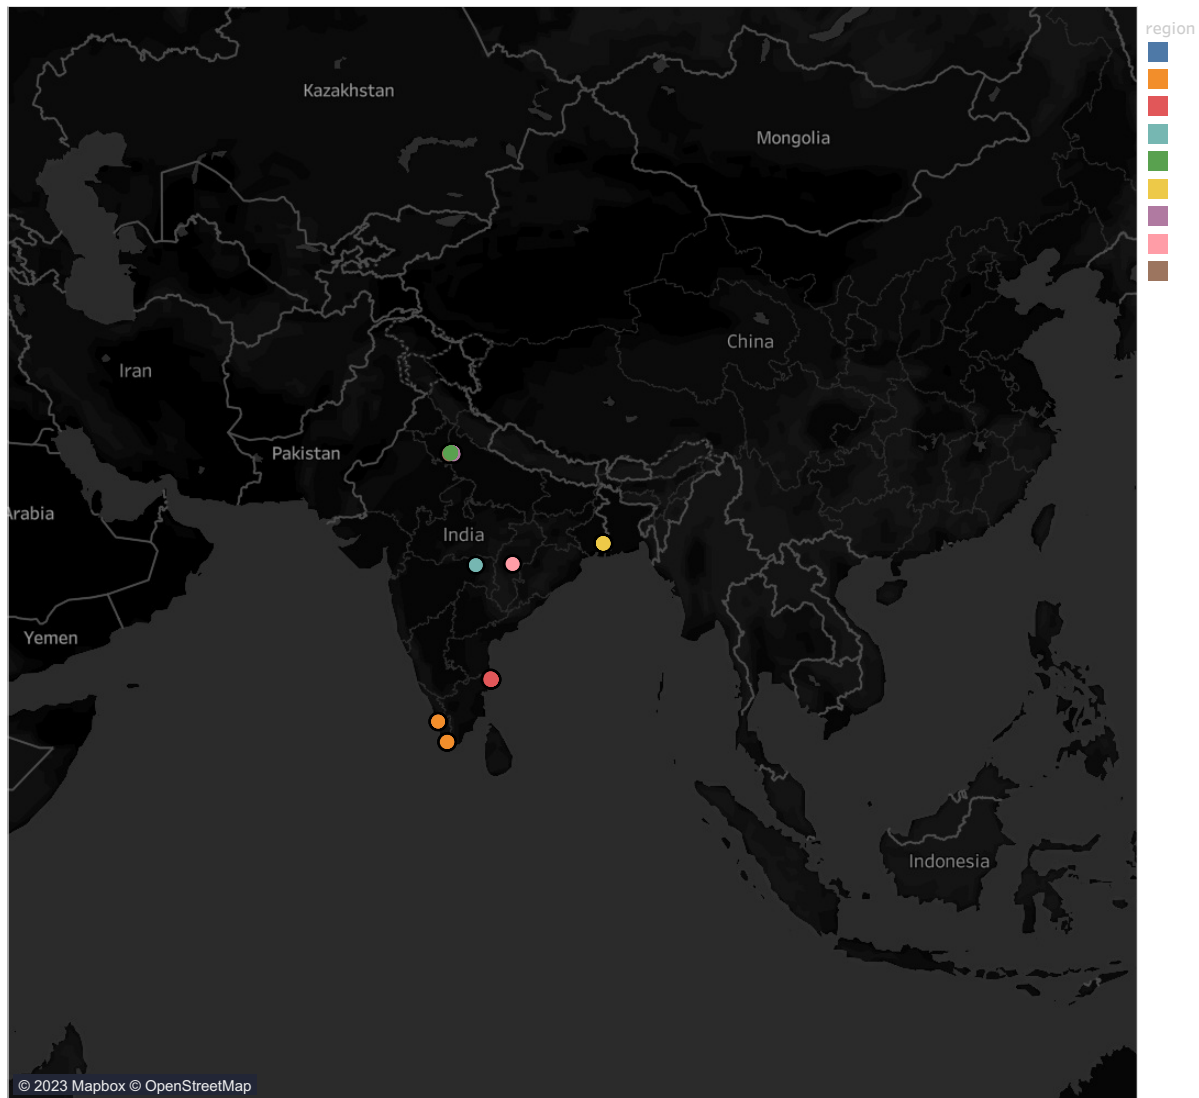 region
Kazakhstan
Mongolia
China
Iran
Pakistan
Arabia
India
Yemen
Indonesia
© 2023 Mapbox © OpenStreetMap